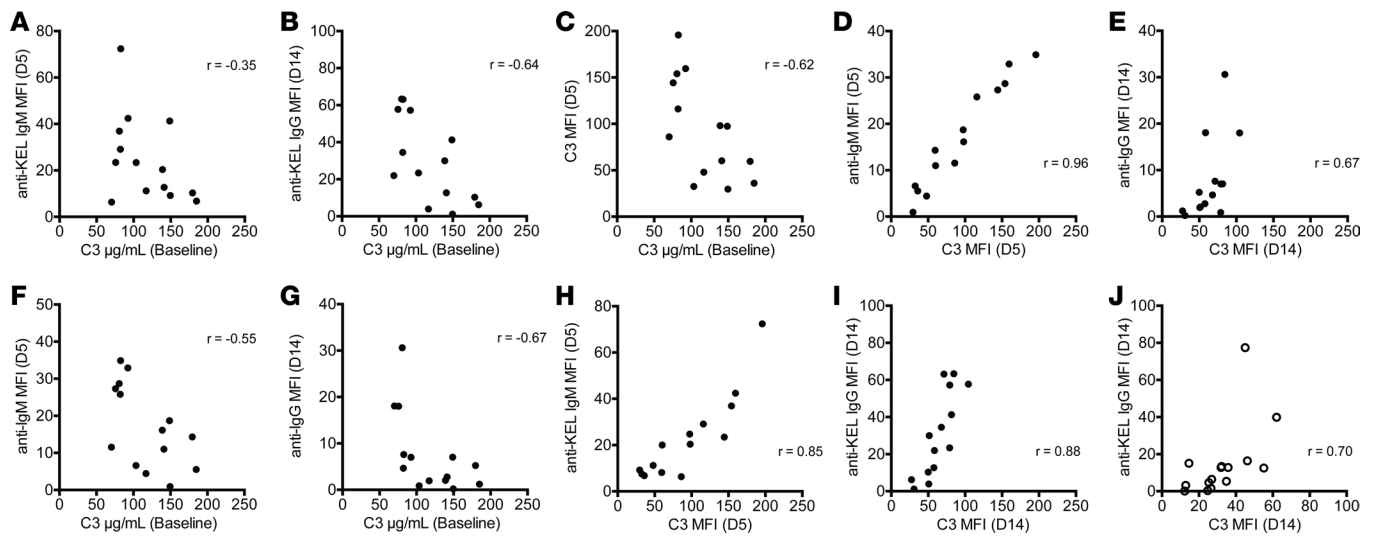 A
anti-KEL IgM MFI (D5)
80
60
40
20
0
r = -0.35
0 50 100 150 200 250
C3 µg/mL (Baseline)
B
anti-KEL IgG MFI (D14)
100
80
60
40
20
0
r = -0.64
0 50 100 150 200 250
C3 µg/mL (Baseline)
C
C3 MFI (D5)
200
150
100
50
0
r = -0.62
0 50 100 150 200 250
C3 µg/mL (Baseline)
D
anti-IgM MFI (D5)
40
30
20
10
0
r = 0.96
0 50 100 150 200 250
C3 MFI (D5)
E
anti-IgG MFI (D14)
40
30
20
10
0
r = 0.67
0 50 100 150 200 250
C3 MFI (D14)
F
anti-IgM MFI (D5)
50
40
30
20
10
0
r = -0.55
0 50 100 150 200 250
C3 µg/mL (Baseline)
G
anti-IgG MFI (D14)
40
30
20
10
0
r = -0.67
0 50 100 150 200 250
C3 µg/mL (Baseline)
H
anti-KEL IgM MFI (D5)
80
60
40
20
0
r = 0.85
0 50 100 150 200 250
C3 MFI (D5)
I
anti-KEL IgG MFI (D14)
100
80
60
40
20
0
r = 0.88
0 50 100 150 200 250
C3 MFI (D14)
J
anti-KEL IgG MFI (D14)
100
80
60
40
20
0
r = 0.70
0 20 40 60 80 100
C3 MFI (D14)